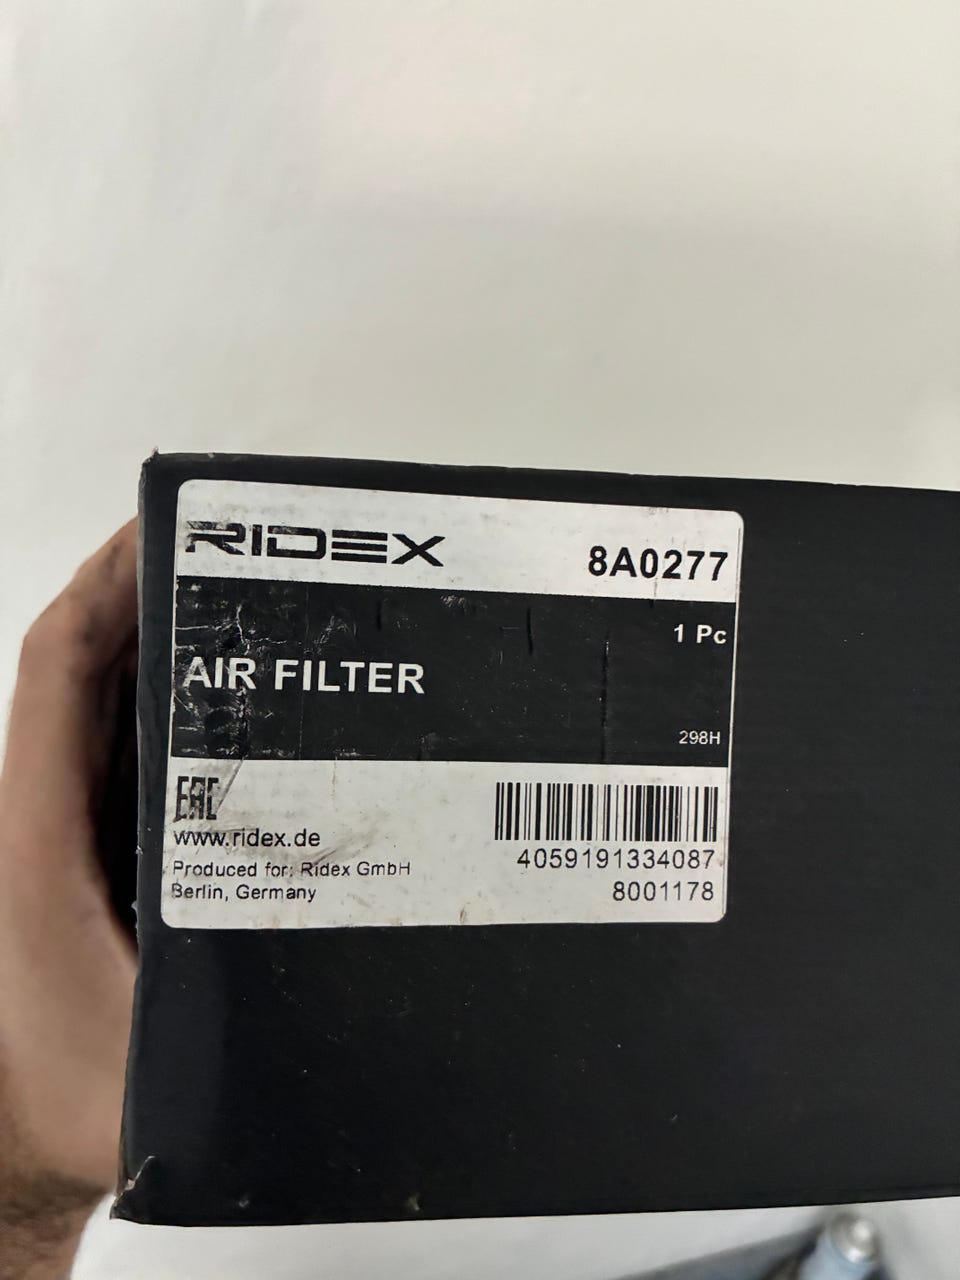 RIDEX
8A0277
1 Pc
AIR FILTER
298H
EAC
www.ridex.de
Produced for: Ridex GmbH
Berlin, Germany
4059191334087
8001178